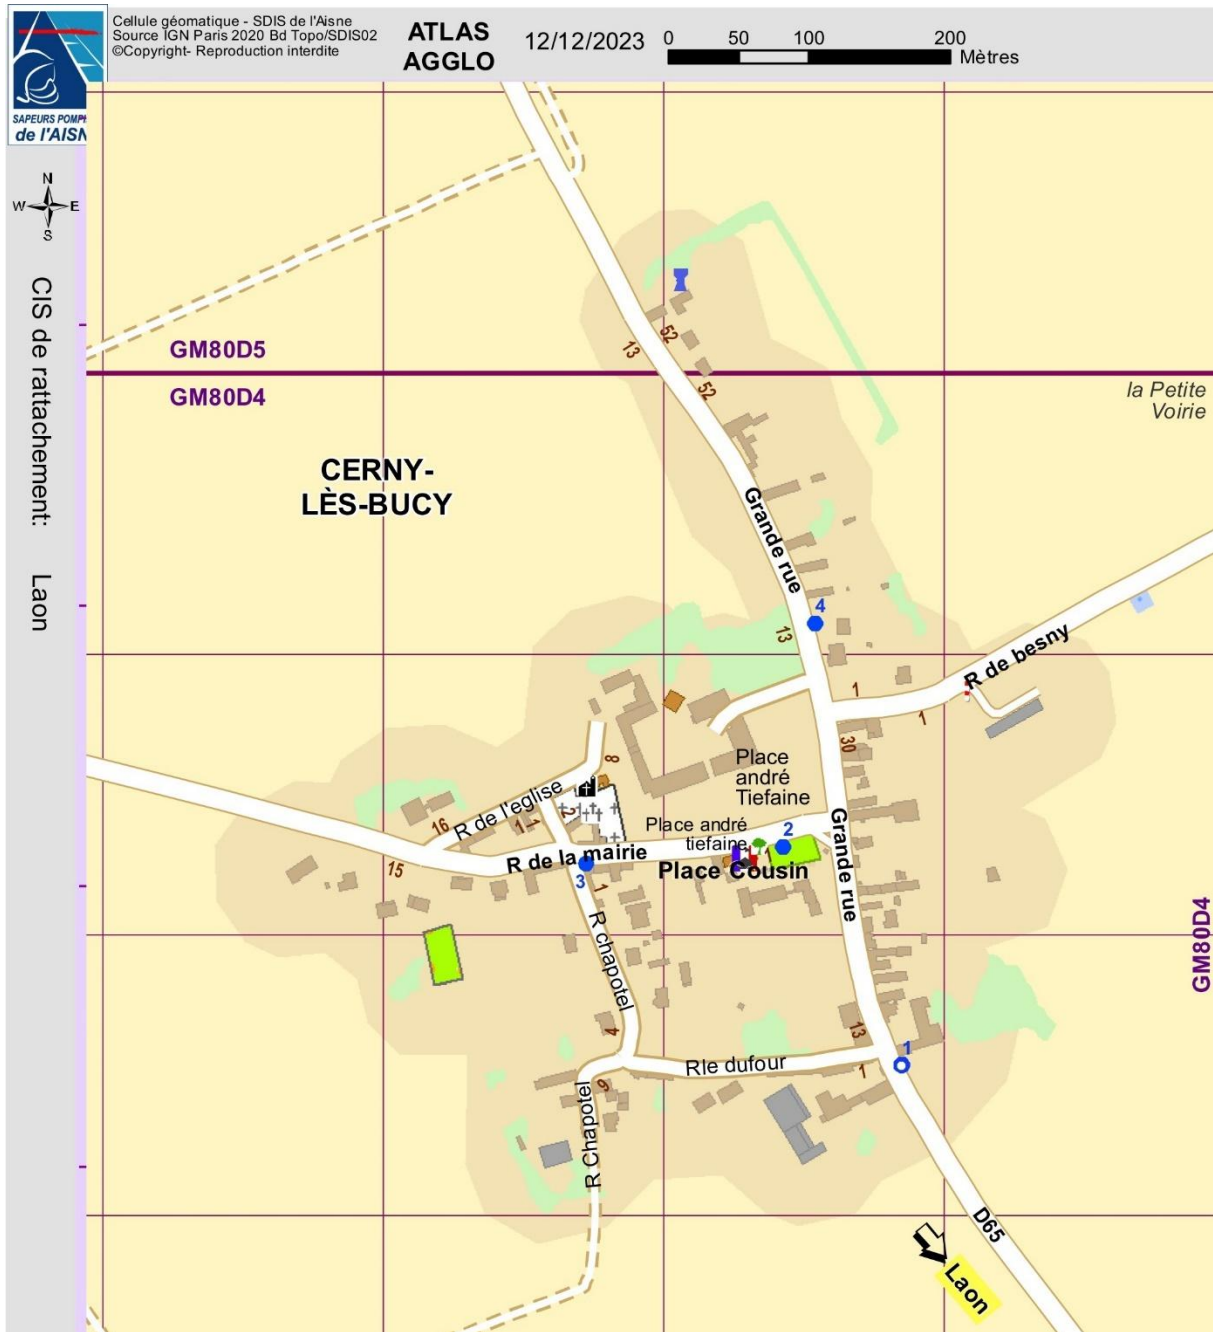 Cellule géomatique - SDIS de l'Aisne
Source IGN Paris 2020 Bd Topo/SDIS02
©Copyright- Reproduction interdite
ATLAS
AGGLO
12/12/2023
0 50 100 200
Mètres
SAPEURS POMP
de l'AISN
N
W E
S
CIS de rattachement: Laon
GM80D5
GM80D4
52
13
52
la Petite
Voirie
CERNY-
LÈS-BUCY
Grande rue
4
13
R de besny
1
1
30
8
Place
andré
Tiefaine
R de l'eglise
16
1
1
2
Place andré
tiefaine
2
1
15
R de la mairie
Place Cousin
Grande rue
3
1
GM80D4
R chapotel
4
13
1
Rle dufour
1
9
R Chapotel
D65
Laon